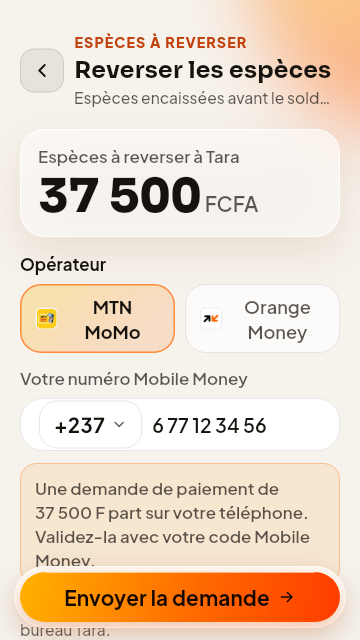 ESPÈCES À REVERSER
Reverser les espèces
Espèces encaissées avant le sold…
Espèces à reverser à Tara
37 500 FCFA
Opérateur
MTN
MoMo
Orange
Money
Votre numéro Mobile Money
+237
6 77 12 34 56
Une demande de paiement de
37 500 F part sur votre téléphone.
Validez-la avec votre code Mobile
Money.
Envoyer la demande →
bureau Tara.